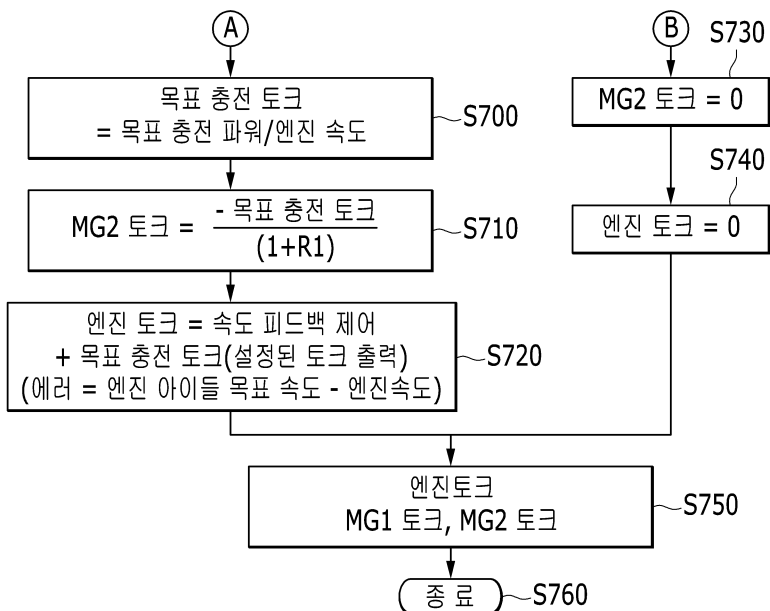 A
목표 충전 토크
= 목표 충전 파워/엔진 속도
S700
MG2 토크 = - 목표 충전 토크
(1+R1)
S710
엔진 토크 = 속도 피드백 제어
+ 목표 충전 토크(설정된 토크 출력)
(에러 = 엔진 아이들 목표 속도 - 엔진속도)
S720
B
S730
MG2 토크 = 0
S740
엔진 토크 = 0
엔진토크
MG1 토크, MG2 토크
S750
종 료
S760